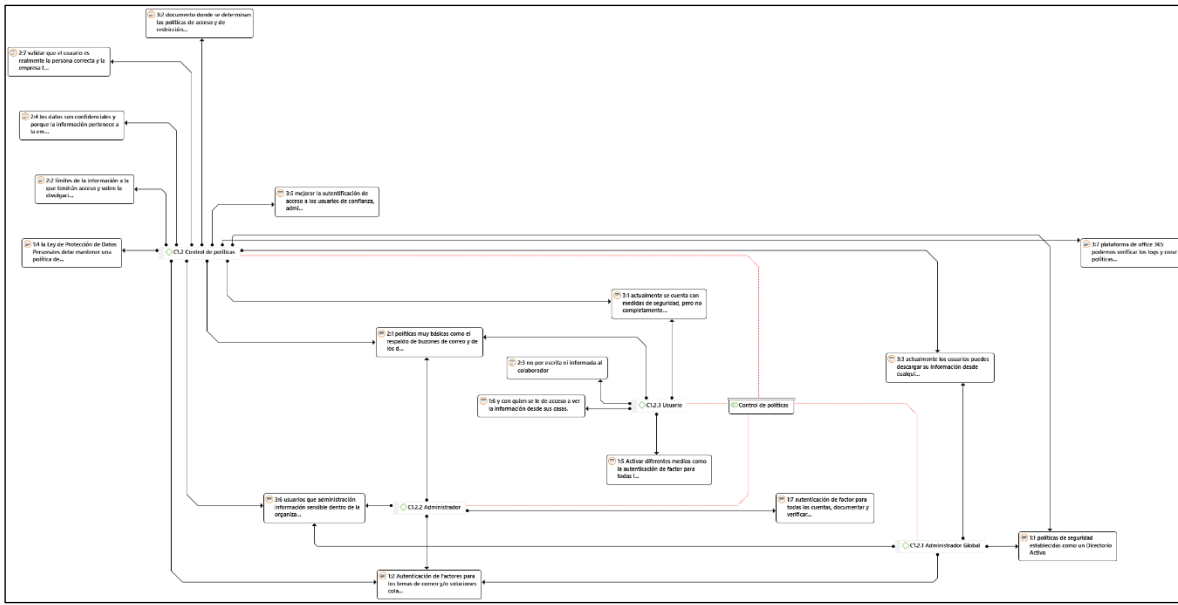 3:2 documento donde se determinan
las políticas de acceso y de
restricción...
2:7 validar que el usuario es
realmente la persona correcta y la
empresa t...
2:4 los datos son confidenciales y
porque la información pertenece a
la em...
2:2 límites de la información a la
que tendrán acceso y sobre la
divulgaci...
3:5 mejorar la autentificación de
acceso a los usuarios de confianza,
admi...
1:4 la Ley de Protección de Datos
Personales debe mantener una
política de...
C1.2 Control de políticas
3:7 plataforma de office 365
podemos verificar los logs y crear
políticas...
3:1 actualmente se cuenta con
medidas de seguridad, pero no
completamente...
2:1 políticas muy básicas como el
respaldo de buzones de correo y de
los d...
2:3 no por escrita ni informada al
colaborador
3:3 actualmente los usuarios puedes
descargar su información desde
cualqui...
1:6 y con quien se le de acceso a ver
la información desde sus casas.
C1.2.3 Usuario
Control de políticas
1:5 Activar diferentes medios como
la autenticación de factor para
todas l...
3:6 usuarios que administración
información sensible dentro de la
organiza...
C1.2.2 Administrador
1:7 autenticación de factor para
todas las cuentas, documentar y
verificar...
C1.2.1 Administrador Global
1:1 políticas de seguridad
establecidas como un Directorio
Activo
1:2 Autenticación de Factores para
los temas de correo y/o soluciones
cola...